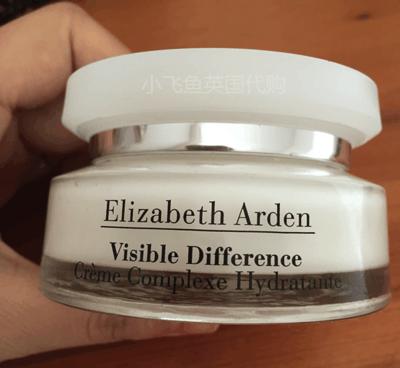 小飞鱼英国代购
Elizabeth Arden
Visible Difference
Crème Complexe Hydratante